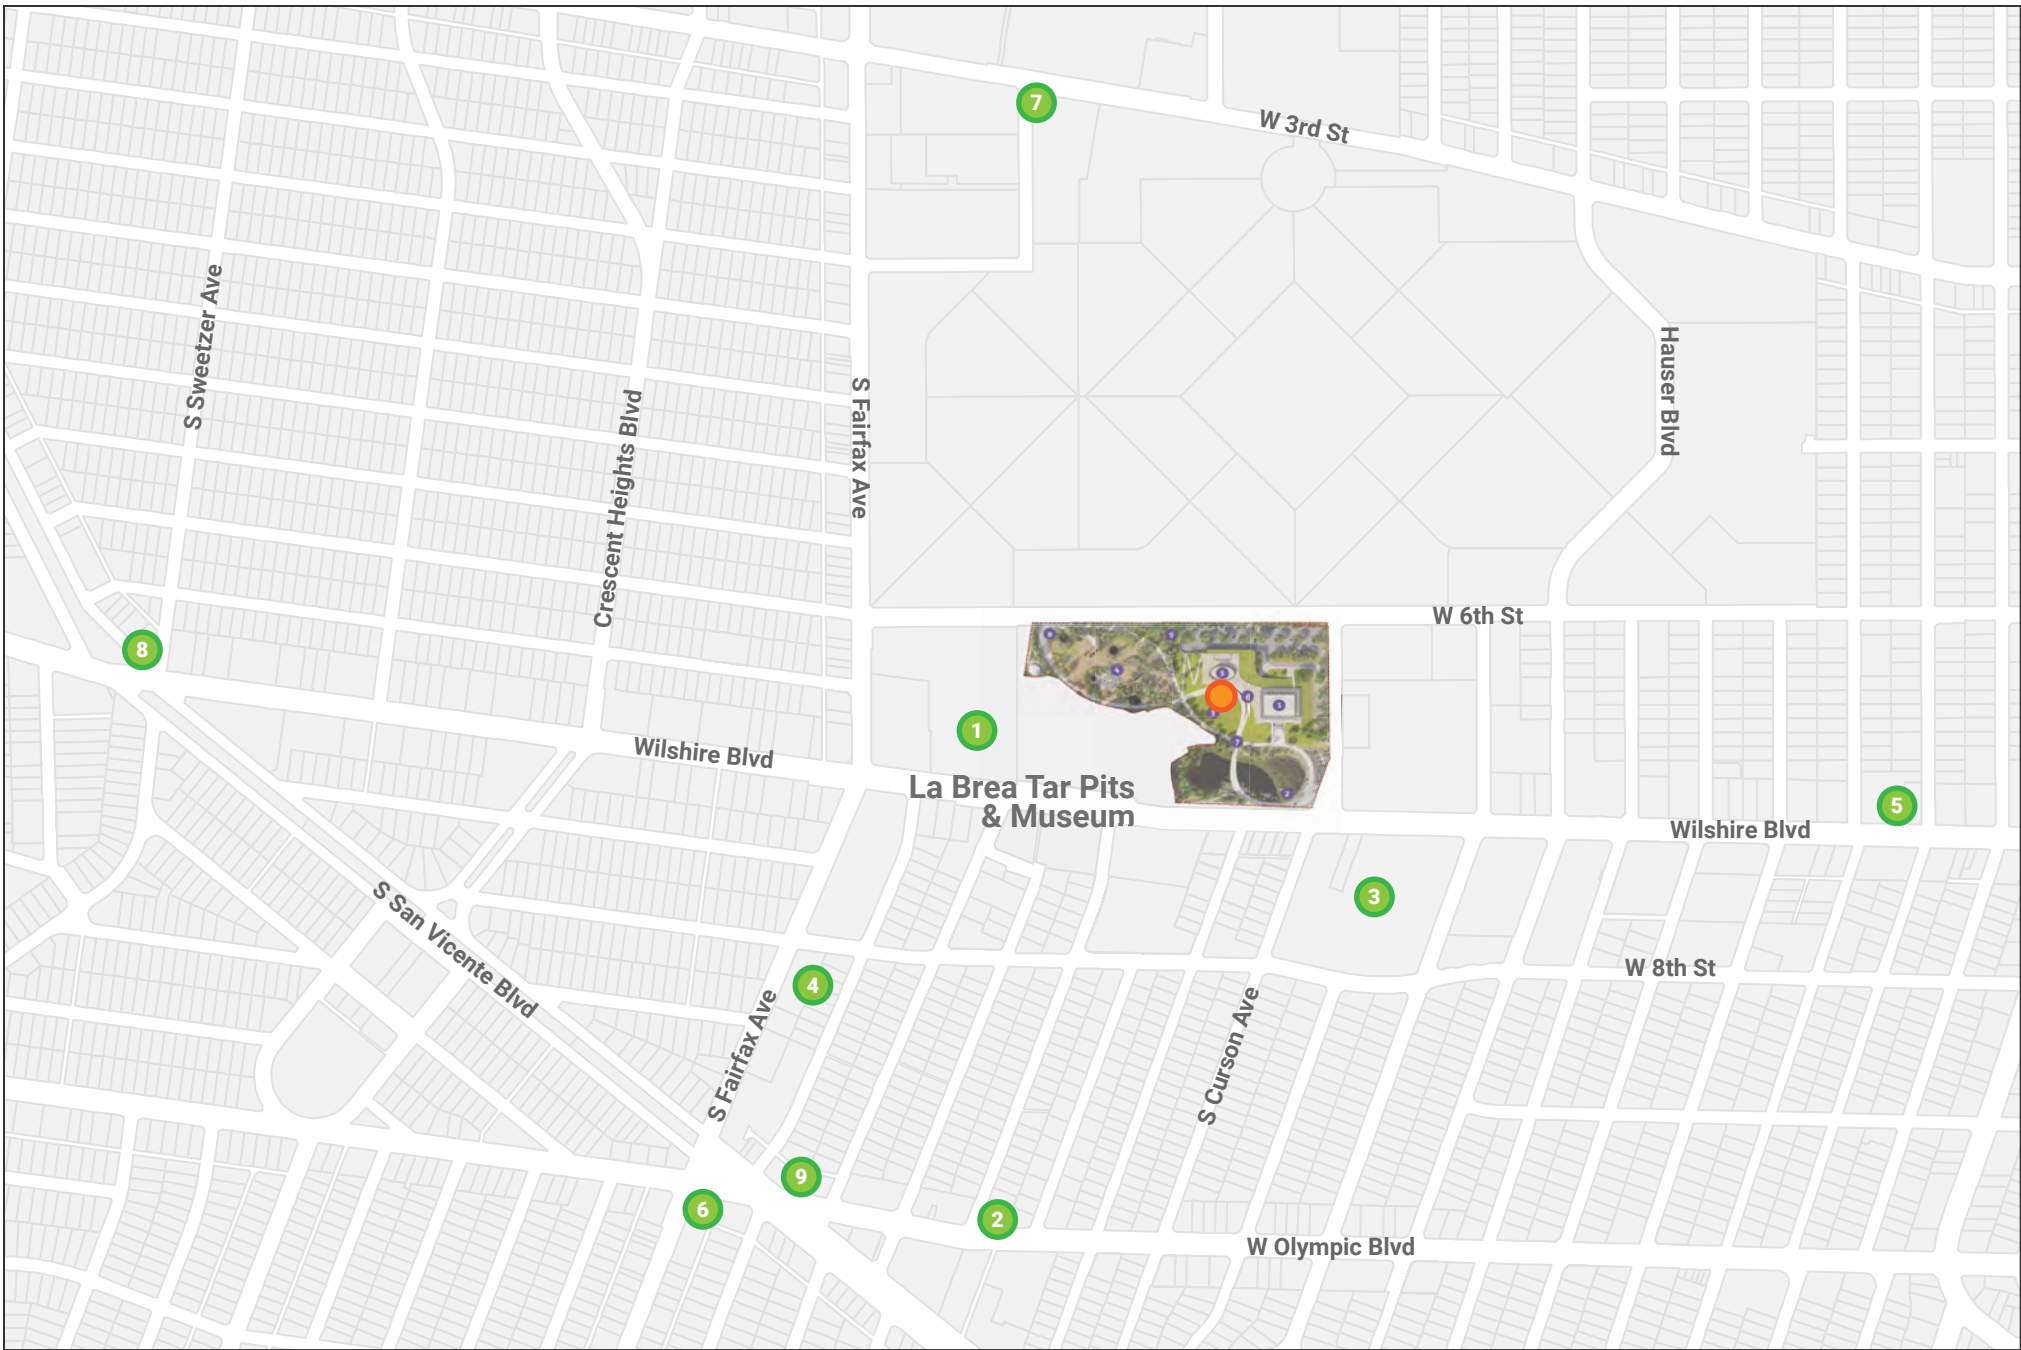 7
W 3rd St
S Sweetzer Ave
Crescent Heights Blvd
S Fairfax Ave
Hauser Blvd
W 6th St
8
1
Wilshire Blvd
La Brea Tar Pits
& Museum
5
Wilshire Blvd
3
S San Vicente Blvd
4
W 8th St
S Fairfax Ave
S Curson Ave
9
6
2
W Olympic Blvd